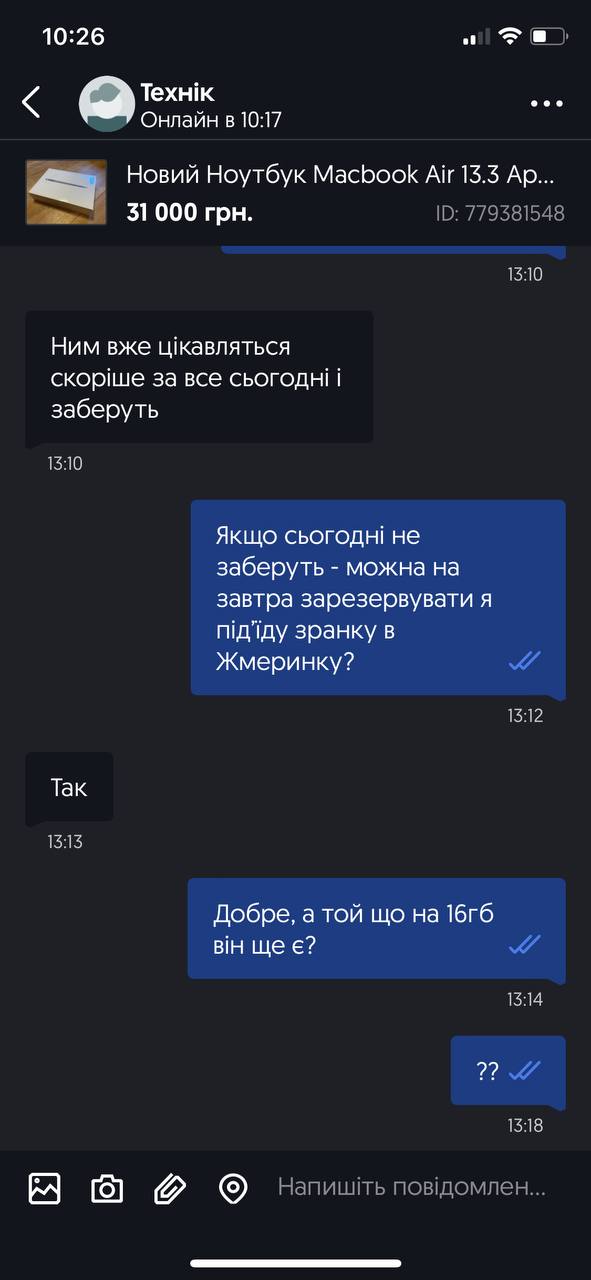 10:26
Технік
Онлайн в 10:17
Новий Ноутбук Macbook Air 13.3 Ap...
31 000 грн.
ID: 779381548
13:10
Ним вже цікавляться
скоріше за все сьогодні і
заберуть
13:10
Якщо сьогодні не
заберуть - можна на
завтра зарезервувати я
під’їду зранку в
Жмеринку?
13:12
Так
13:13
Добре, а той що на 16гб
він ще є?
13:14
??
13:18
Напишіть повідомлен...